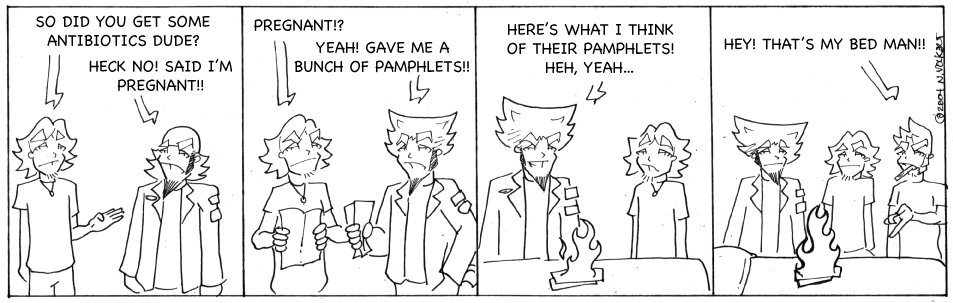 SO DID YOU GET SOME
ANTIBIOTICS DUDE?
HECK NO! SAID I'M
PREGNANT!!
PREGNANT!?
YEAH! GAVE ME A
BUNCH OF PAMPHLETS!!
HERE'S WHAT I THINK
OF THEIR PAMPHLETS!
HEH, YEAH...
HEY! THAT'S MY BED MAN!!
©2004 N.